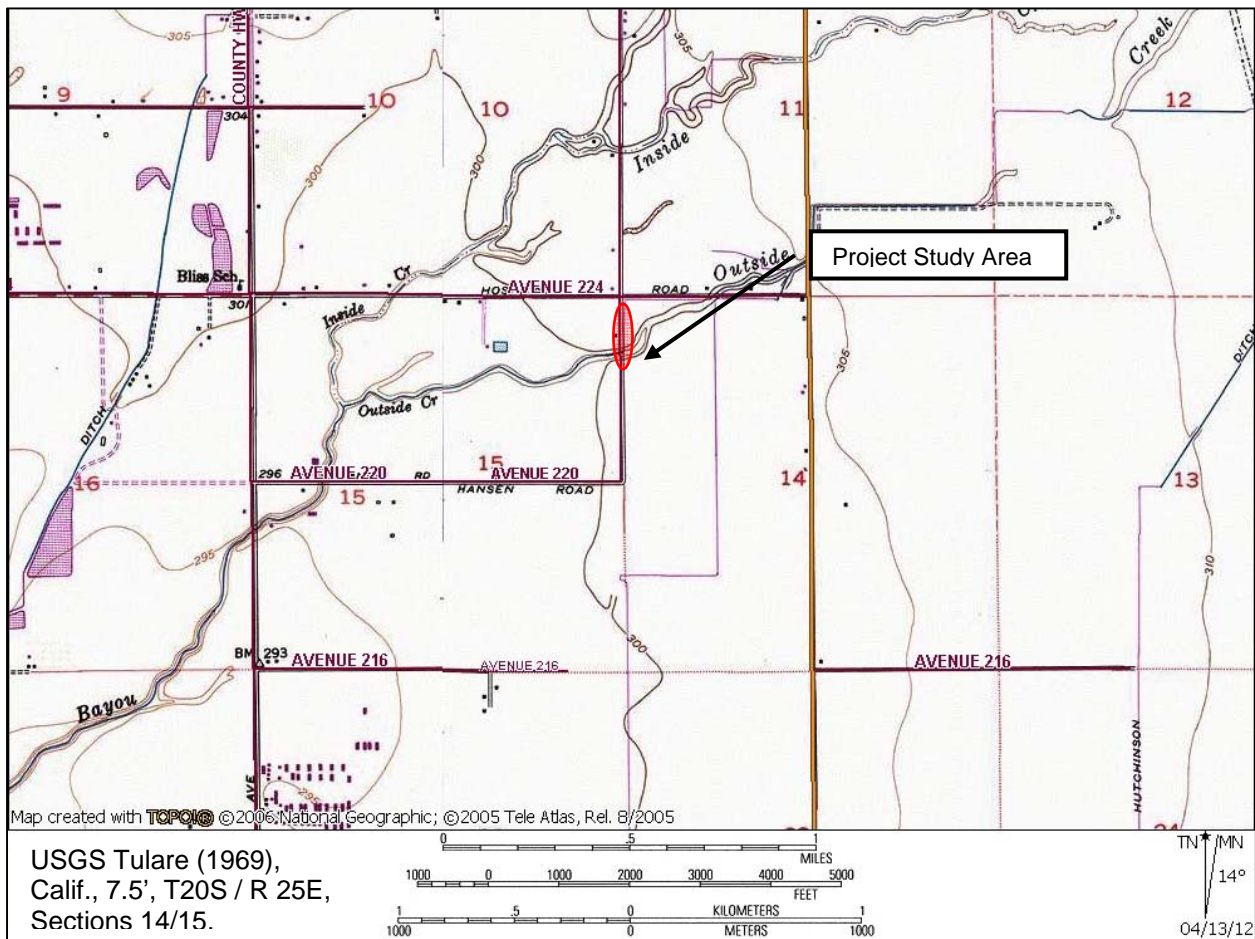 305
305
COUNTY HW
Creek
9
10
10
11
12
304
Inside
300
300
Project Study Area
Outside
Bliss Sch
301
AVENUE 224
ROAD
Cr
Inside
305
DITCH
Outside Cr
DITCH
16
296
AVENUE 220
RD
15
AVENUE 220
HANSEN ROAD
15
14
13
295
310
300
BM 293
AVENUE 216
AVENUE 216
AVENUE 216
Bayou
HUTCHINSON
AVE
295
Map created with TOPO!® ©2006 National Geographic; ©2005 Tele Atlas, Rel. 8/2005
USGS Tulare (1969),
Calif., 7.5', T20S / R 25E,
Sections 14/15.
0 .5 1
MILES
1000 0 1000 2000 3000 4000 5000
FEET
1 .5 0 KILOMETERS 1
1000 0 METERS 1000
TN MN
14°
04/13/12